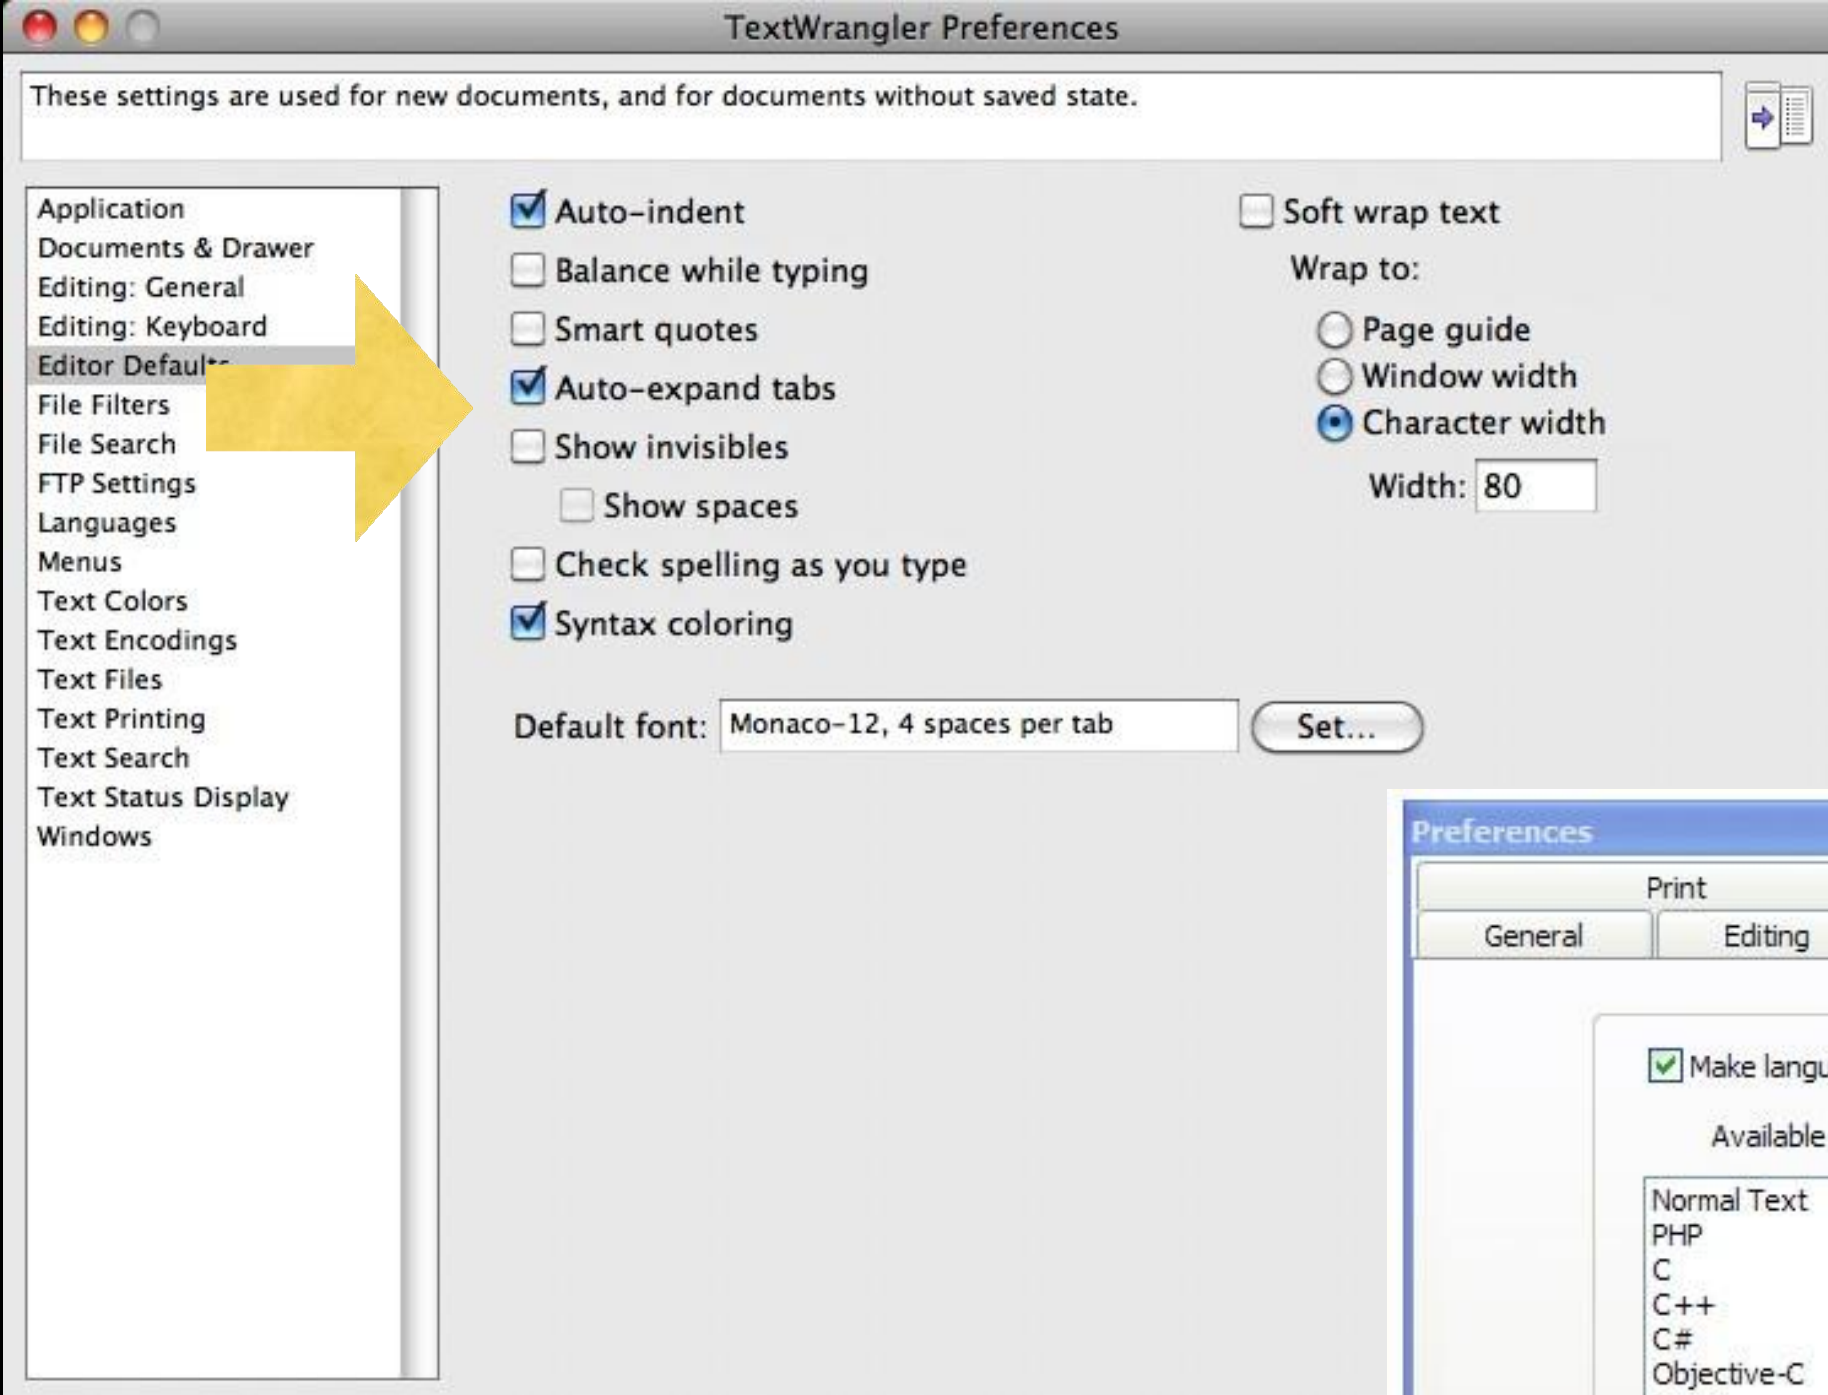 TextWrangler Preferences
These settings are used for new documents, and for documents without saved state.
Application
Documents & Drawer
Editing: General
Editing: Keyboard
Editor Defaults
File Filters
File Search
FTP Settings
Languages
Menus
Text Colors
Text Encodings
Text Files
Text Printing
Text Search
Text Status Display
Windows
Auto-indent
Balance while typing
Smart quotes
Auto-expand tabs
Show invisibles
Show spaces
Check spelling as you type
Syntax coloring
Soft wrap text
Wrap to:
Page guide
Window width
Character width
Width: 80
Default font: Monaco-12, 4 spaces per tab Set...
Preferences
Print
General Editing
Make langu
Available
Normal Text
PHP
C
C++
C#
Objective-C